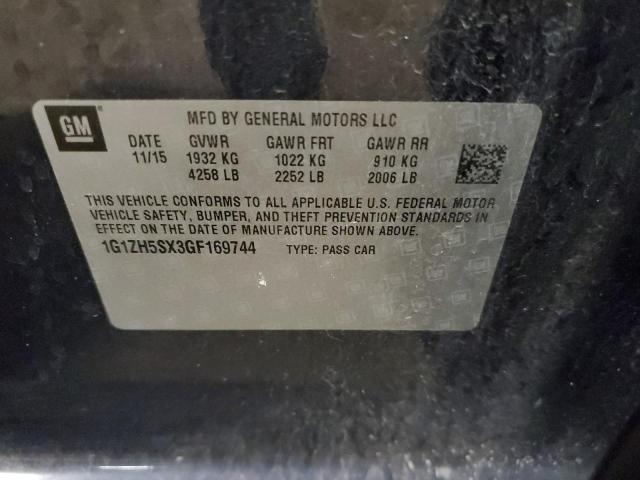 GM
MFD BY GENERAL MOTORS LLC
DATE GVWR GAWR FRT GAWR RR
11/15 1932 KG 1022 KG 910 KG
4258 LB 2252 LB 2006 LB
THIS VEHICLE CONFORMS TO ALL APPLICABLE U.S. FEDERAL MOTOR
VEHICLE SAFETY, BUMPER, AND THEFT PREVENTION STANDARDS IN
EFFECT ON THE DATE OF MANUFACTURE SHOWN ABOVE.
1G1ZH5SX3GF169744 TYPE: PASS CAR